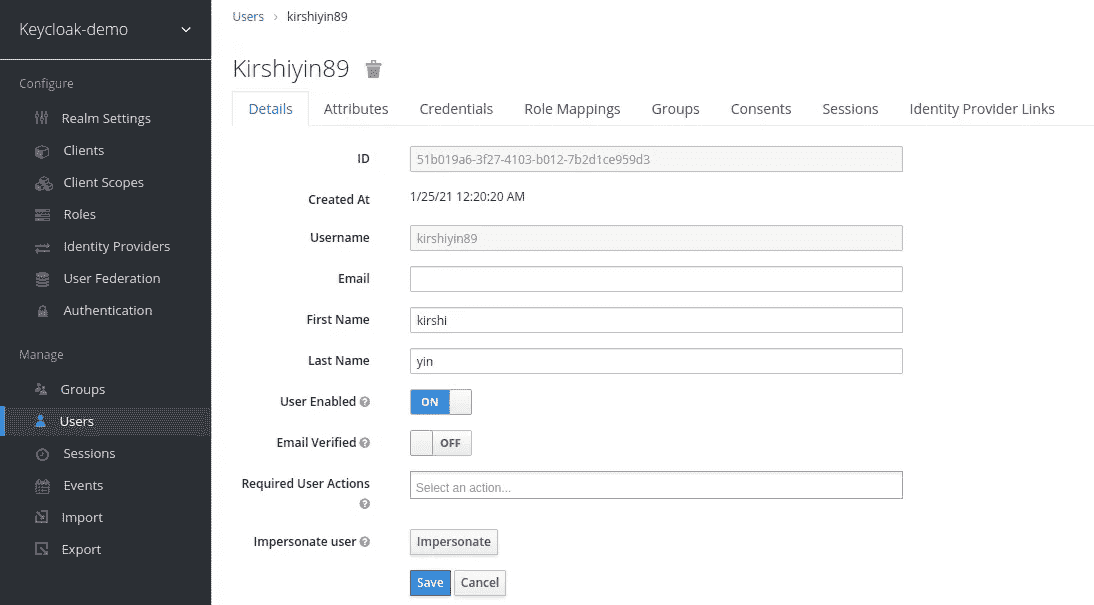 Keycloak-demo
Configure
Realm Settings
Clients
Client Scopes
Roles
Identity Providers
User Federation
Authentication
Manage
Groups
Users
Sessions
Events
Import
Export
Users › kirshiyin89
Kirshiyin89
Details Attributes Credentials Role Mappings Groups Consents Sessions Identity Provider Links
ID 51b019a6-3f27-4103-b012-7b2d1ce959d3
Created At 1/25/21 12:20:20 AM
Username kirshiyin89
Email
First Name kirshi
Last Name yin
User Enabled ? ON
Email Verified ? OFF
Required User Actions Select an action...
?
Impersonate user ? Impersonate
Save Cancel